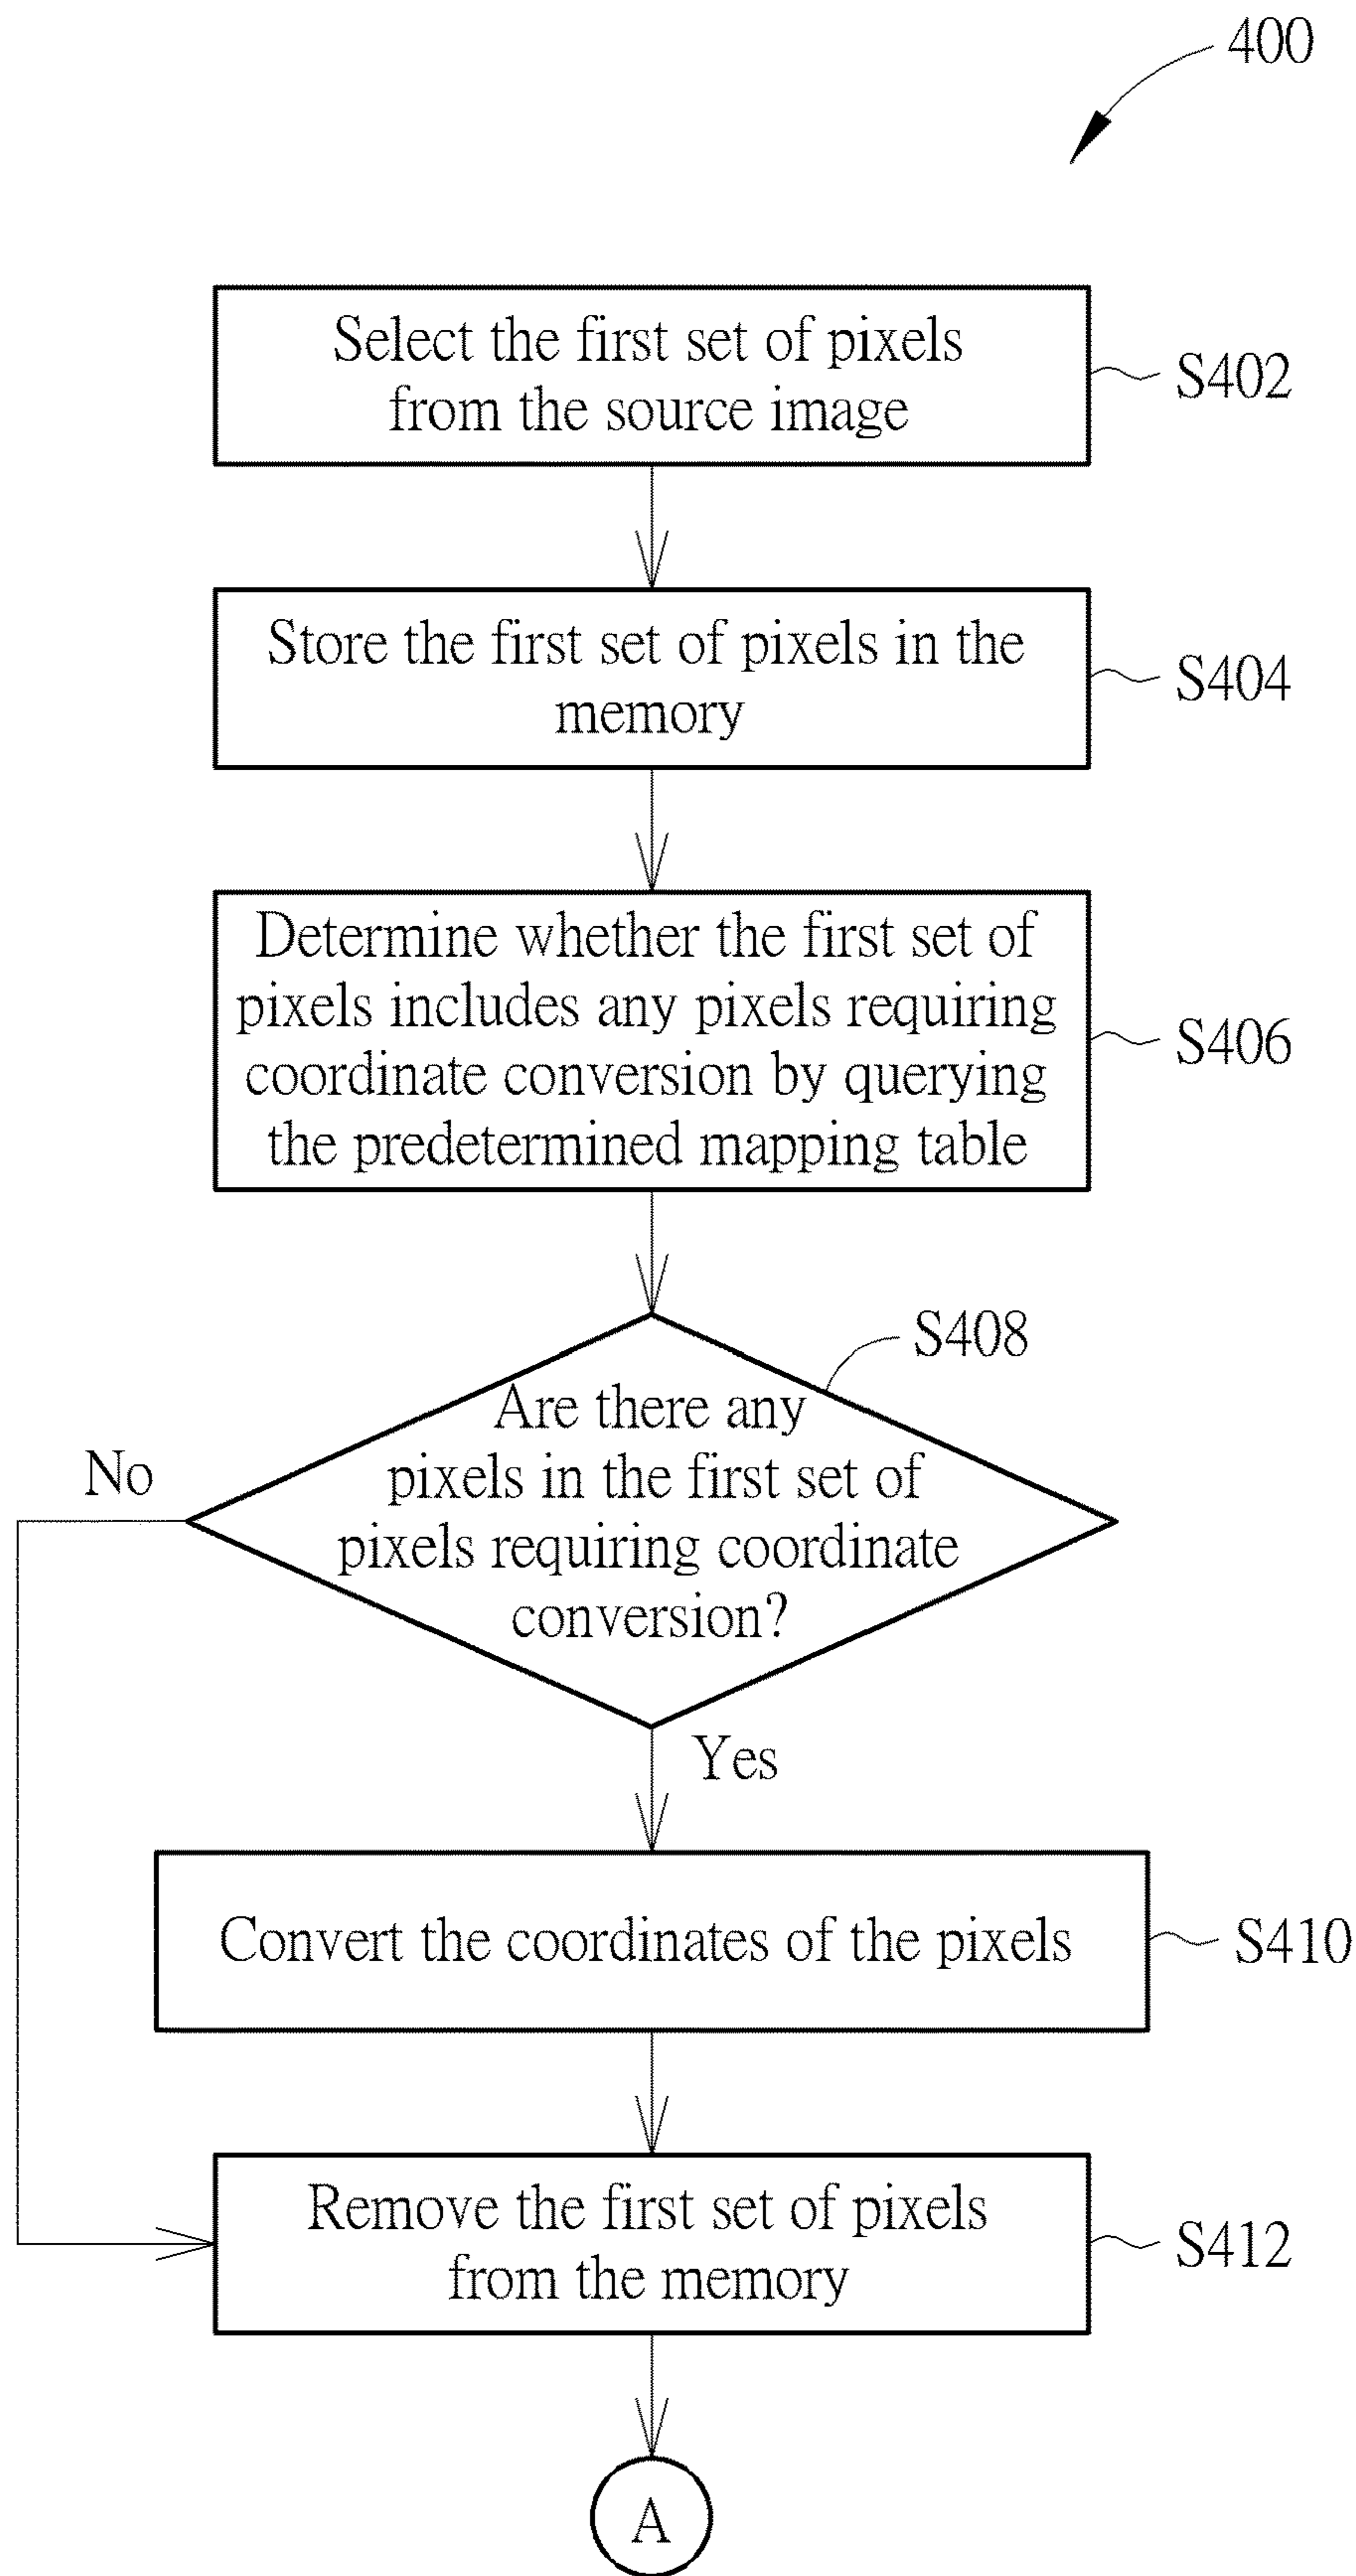 400
Select the first set of pixels
from the source image
S402
Store the first set of pixels in the
memory
S404
Determine whether the first set of
pixels includes any pixels requiring
coordinate conversion by querying
the predetermined mapping table
S406
S408
Are there any
pixels in the first set of
pixels requiring coordinate
conversion?
No
Yes
Convert the coordinates of the pixels
S410
Remove the first set of pixels
from the memory
S412
A